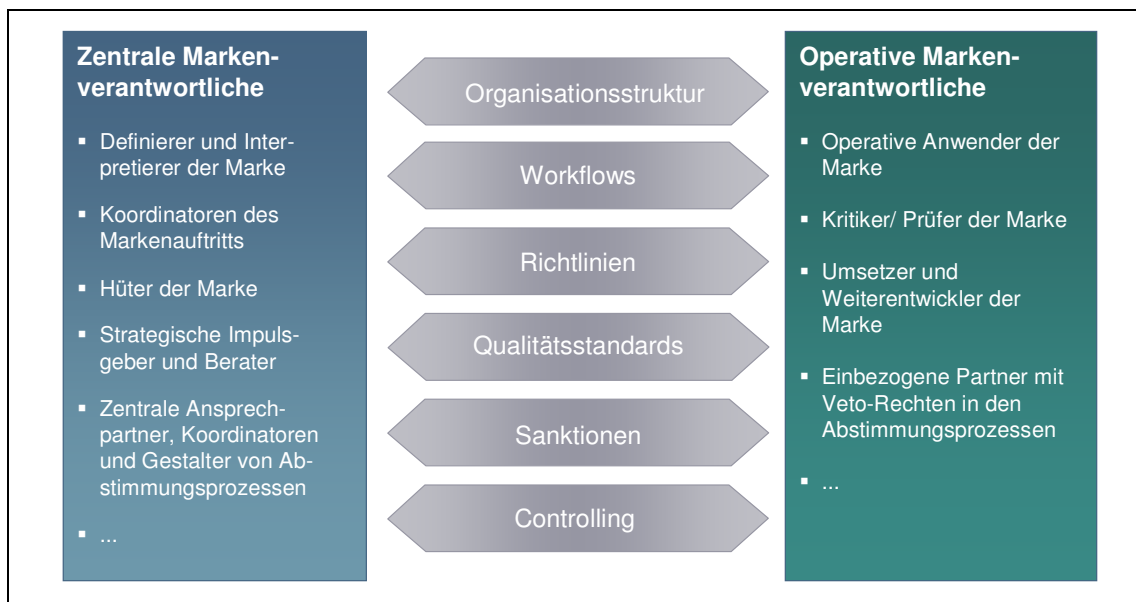 Zentrale Marken-
verantwortliche
▪ Definierer und Inter-
pretierer der Marke
▪ Koordinatoren des
Markenauftritts
▪ Hüter der Marke
▪ Strategische Impuls-
geber und Berater
▪ Zentrale Ansprech-
partner, Koordinatoren
und Gestalter von Ab-
stimmungsprozessen
▪ ...
Organisationsstruktur
Workflows
Richtlinien
Qualitätsstandards
Sanktionen
Controlling
Operative Marken-
verantwortliche
▪ Operative Anwender der
Marke
▪ Kritiker/ Prüfer der Marke
▪ Umsetzer und
Weiterentwickler der
Marke
▪ Einbezogene Partner mit
Veto-Rechten in den
Abstimmungsprozessen
▪ ...